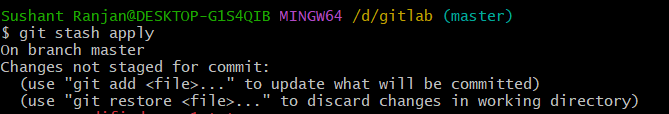 Sushant Ranjan@DESKTOP-G1S4QIB MINGW64 /d/gitlab (master)
$ git stash apply
On branch master
Changes not staged for commit:
  (use "git add <file>..." to update what will be committed)
  (use "git restore <file>..." to discard changes in working directory)